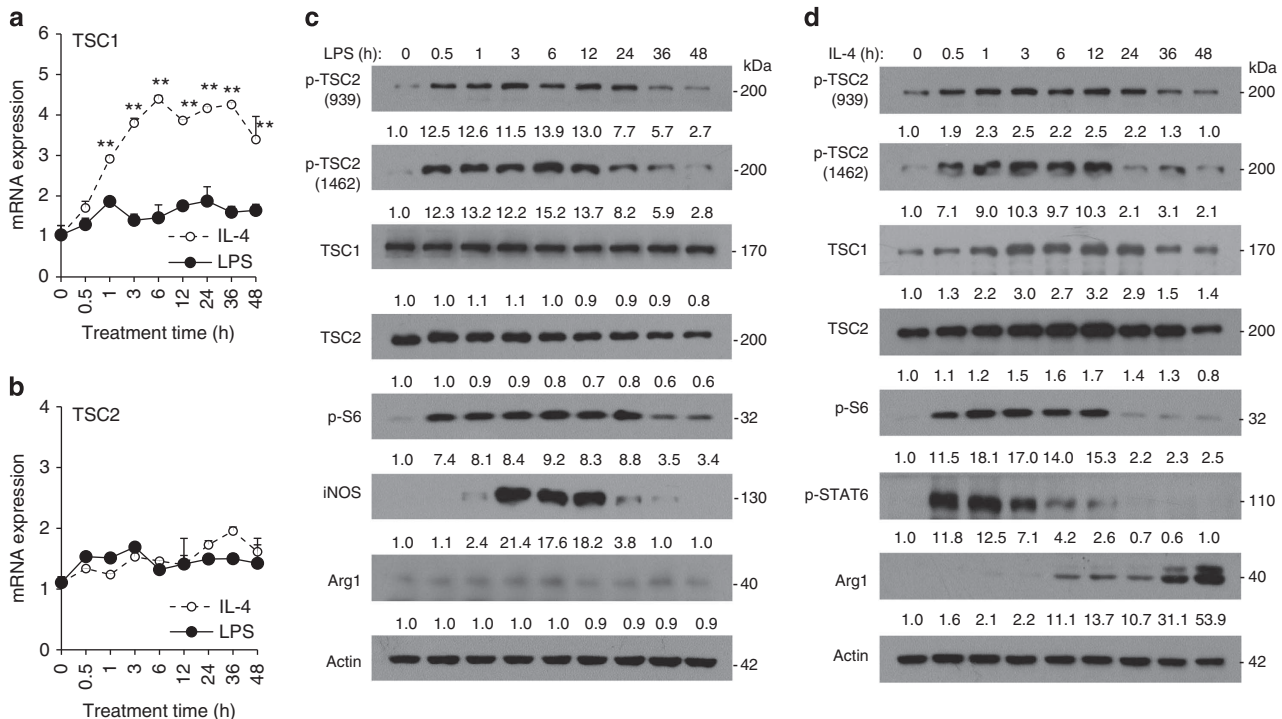 a
TSC1
6
5
4
3
2
1
0
mRNA expression
**
**
**
**
**
**
**
IL-4
LPS
0
0.5
1
3
6
12
24
36
48
Treatment time (h)
b
TSC2
4
3
2
1
0
mRNA expression
IL-4
LPS
0
0.5
1
3
6
12
24
36
48
Treatment time (h)
c
LPS (h): 0 0.5 1 3 6 12 24 36 48
kDa
p-TSC2
(939)
200
1.0 12.5 12.6 11.5 13.9 13.0 7.7 5.7 2.7
p-TSC2
(1462)
200
1.0 12.3 13.2 12.2 15.2 13.7 8.2 5.9 2.8
TSC1
170
1.0 1.0 1.1 1.1 1.0 0.9 0.9 0.9 0.8
TSC2
200
1.0 1.0 0.9 0.9 0.8 0.7 0.8 0.6 0.6
p-S6
32
1.0 7.4 8.1 8.4 9.2 8.3 8.8 3.5 3.4
iNOS
130
1.0 1.1 2.4 21.4 17.6 18.2 3.8 1.0 1.0
Arg1
40
1.0 1.0 1.0 1.0 1.0 0.9 0.9 0.9 0.9
Actin
42
d
IL-4 (h): 0 0.5 1 3 6 12 24 36 48
kDa
p-TSC2
(939)
200
1.0 1.9 2.3 2.5 2.2 2.5 2.2 1.3 1.0
p-TSC2
(1462)
200
1.0 7.1 9.0 10.3 9.7 10.3 2.1 3.1 2.1
TSC1
170
1.0 1.3 2.2 3.0 2.7 3.2 2.9 1.5 1.4
TSC2
200
1.0 1.1 1.2 1.5 1.6 1.7 1.4 1.3 0.8
p-S6
32
1.0 11.5 18.1 17.0 14.0 15.3 2.2 2.3 2.5
p-STAT6
110
1.0 11.8 12.5 7.1 4.2 2.6 0.7 0.6 1.0
Arg1
40
1.0 1.6 2.1 2.2 11.1 13.7 10.7 31.1 53.9
Actin
42